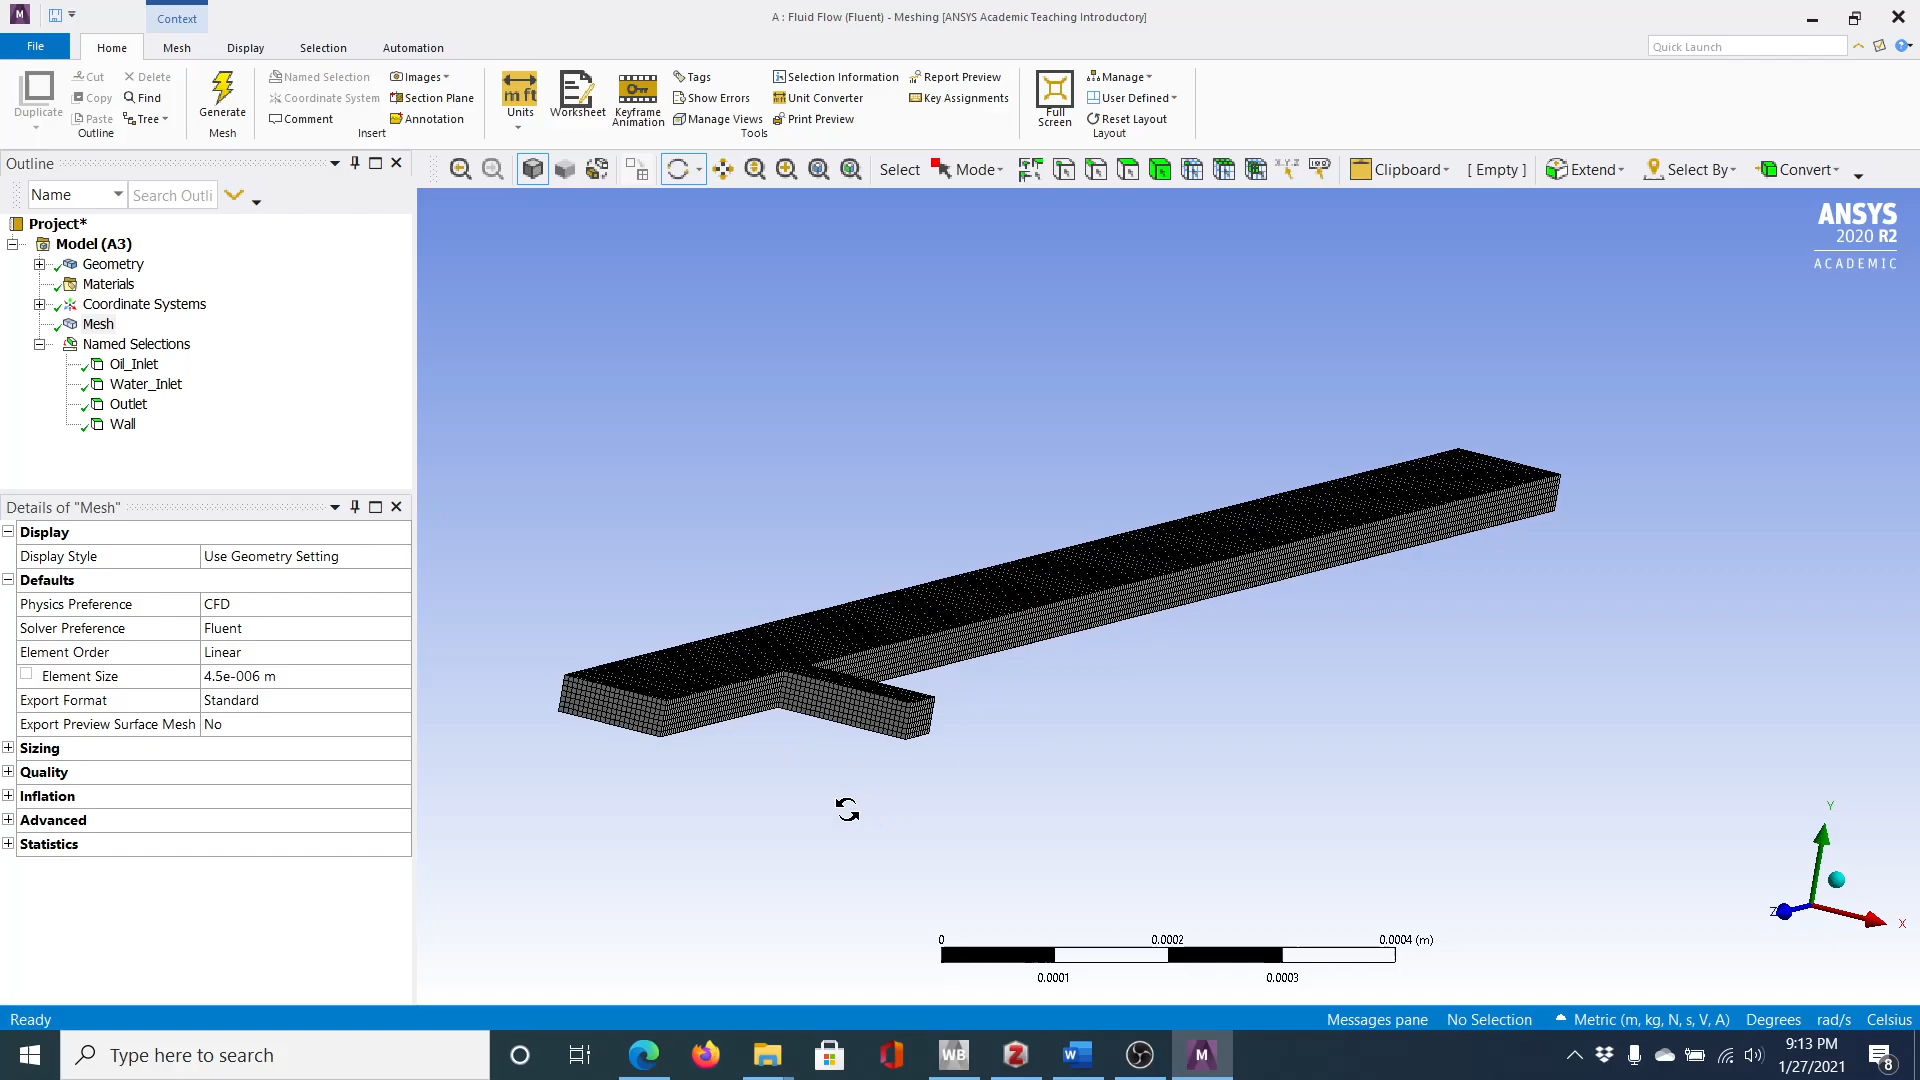 M
Context
A : Fluid Flow (Fluent) - Meshing [ANSYS Academic Teaching Introductory]
File
Home
Mesh
Display
Selection
Automation
Quick Launch
Duplicate
Cut
Copy
Paste
Delete
Find
Tree
Outline
Generate
Mesh
Named Selection
Coordinate System
Comment
Images
Section Plane
Annotation
Insert
m ft
Units
Worksheet
Keyframe
Animation
Tags
Show Errors
Manage Views
Selection Information
Unit Converter
Print Preview
Report Preview
Key Assignments
Tools
Full
Screen
Manage
User Defined
Reset Layout
Layout
Outline
Name
Search Outli
Select
Mode
Clipboard
[ Empty ]
Extend
Select By
Convert
Project*
Model (A3)
Geometry
Materials
Coordinate Systems
Mesh
Named Selections
Oil_Inlet
Water_Inlet
Outlet
Wall
Details of "Mesh"
Display
Display Style Use Geometry Setting
Defaults
Physics Preference CFD
Solver Preference Fluent
Element Order Linear
Element Size 4.5e-006 m
Export Format Standard
Export Preview Surface Mesh No
Sizing
Quality
Inflation
Advanced
Statistics
ANSYS
2020 R2
ACADEMIC
Y
Z
X
0 0.0002 0.0004 (m)
0.0001 0.0003
Ready
Messages pane
No Selection
Metric (m, kg, N, s, V, A)
Degrees
rad/s
Celsius
Type here to search
WB
Z
W
M
9:13 PM
1/27/2021
8